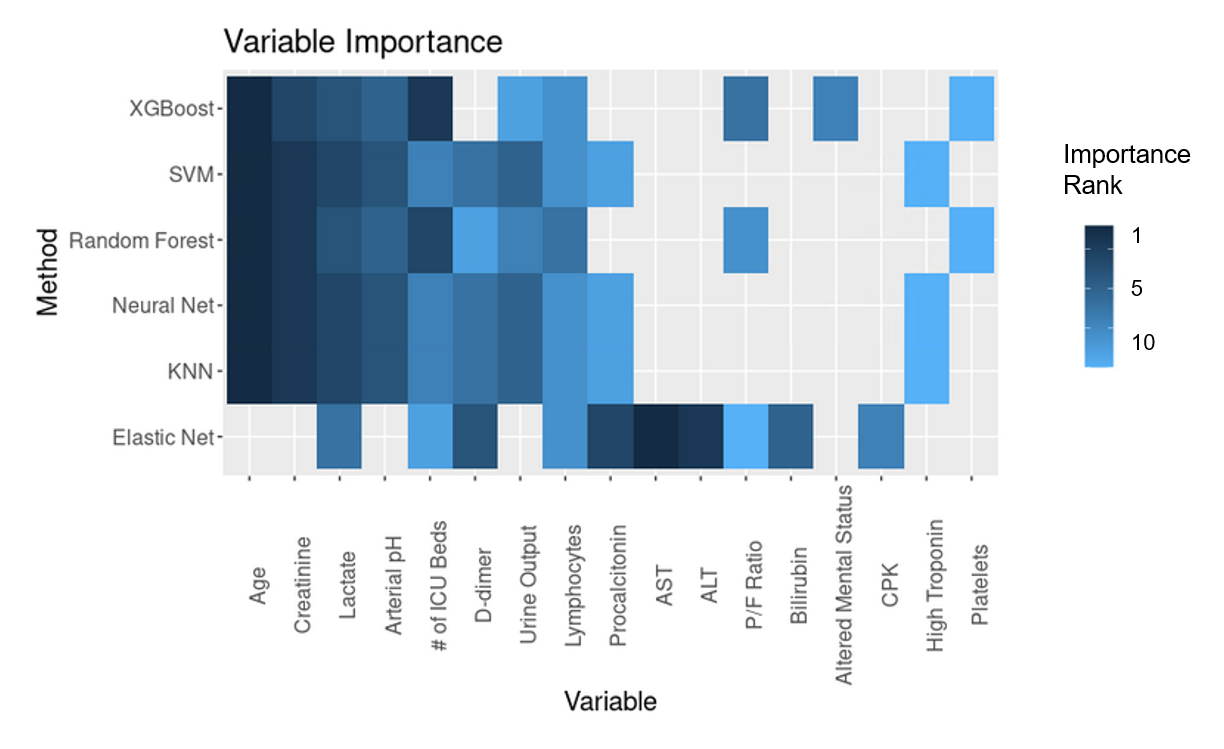 Variable Importance
XGBoost
SVM
Random Forest
Neural Net
KNN
Elastic Net
Method
Age
Creatinine
Lactate
Arterial pH
# of ICU Beds
D-dimer
Urine Output
Lymphocytes
Procalcitonin
AST
ALT
P/F Ratio
Bilirubin
Altered Mental Status
CPK
High Troponin
Platelets
Variable
Importance
Rank
1
5
10